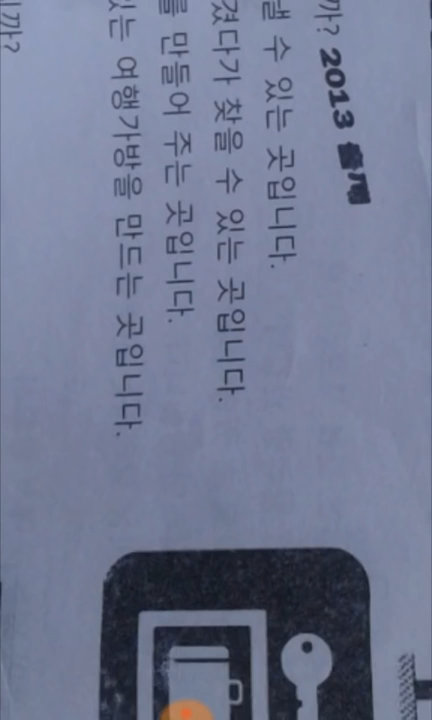 까? 2013 출제
낼 수 있는 곳입니다.
겼다가 찾을 수 있는 곳입니다.
를 만들어 주는 곳입니다.
있는 여행가방을 만드는 곳입니다.
니까?